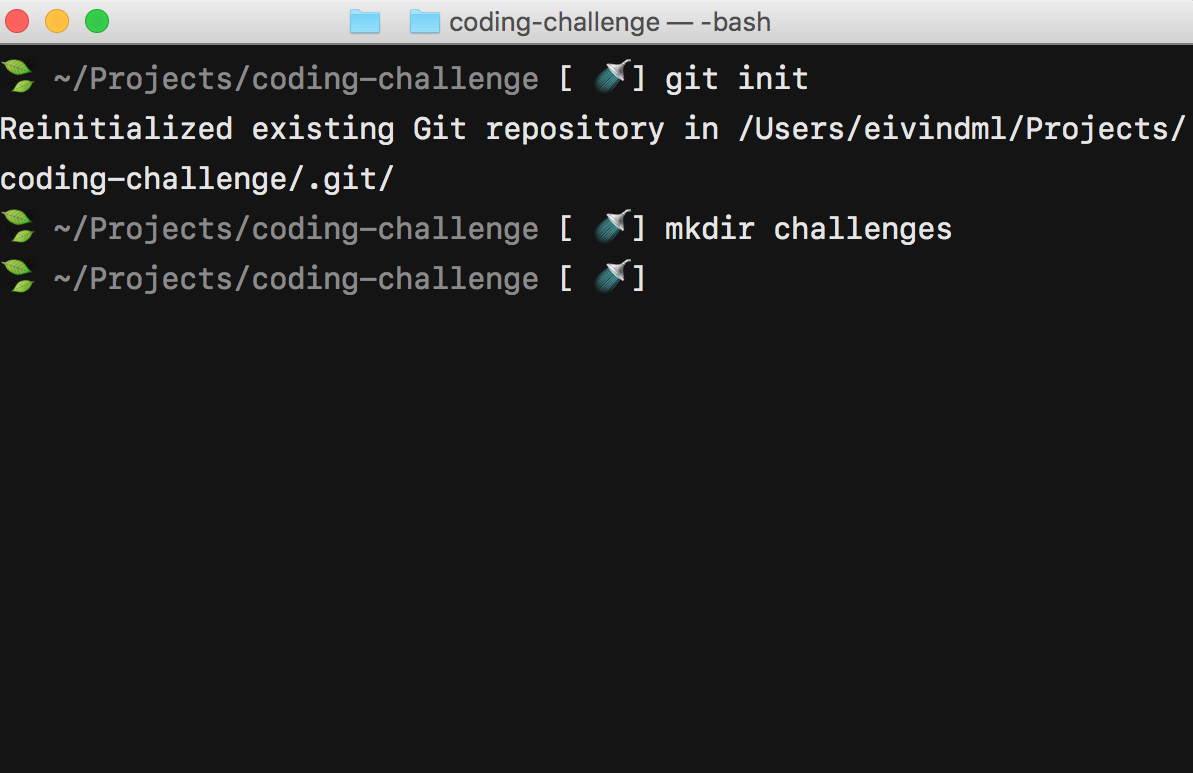 coding-challenge — -bash
🍃 ~/Projects/coding-challenge [ 🚿] git init
Reinitialized existing Git repository in /Users/eivindml/Projects/
coding-challenge/.git/
🍃 ~/Projects/coding-challenge [ 🚿] mkdir challenges
🍃 ~/Projects/coding-challenge [ 🚿]